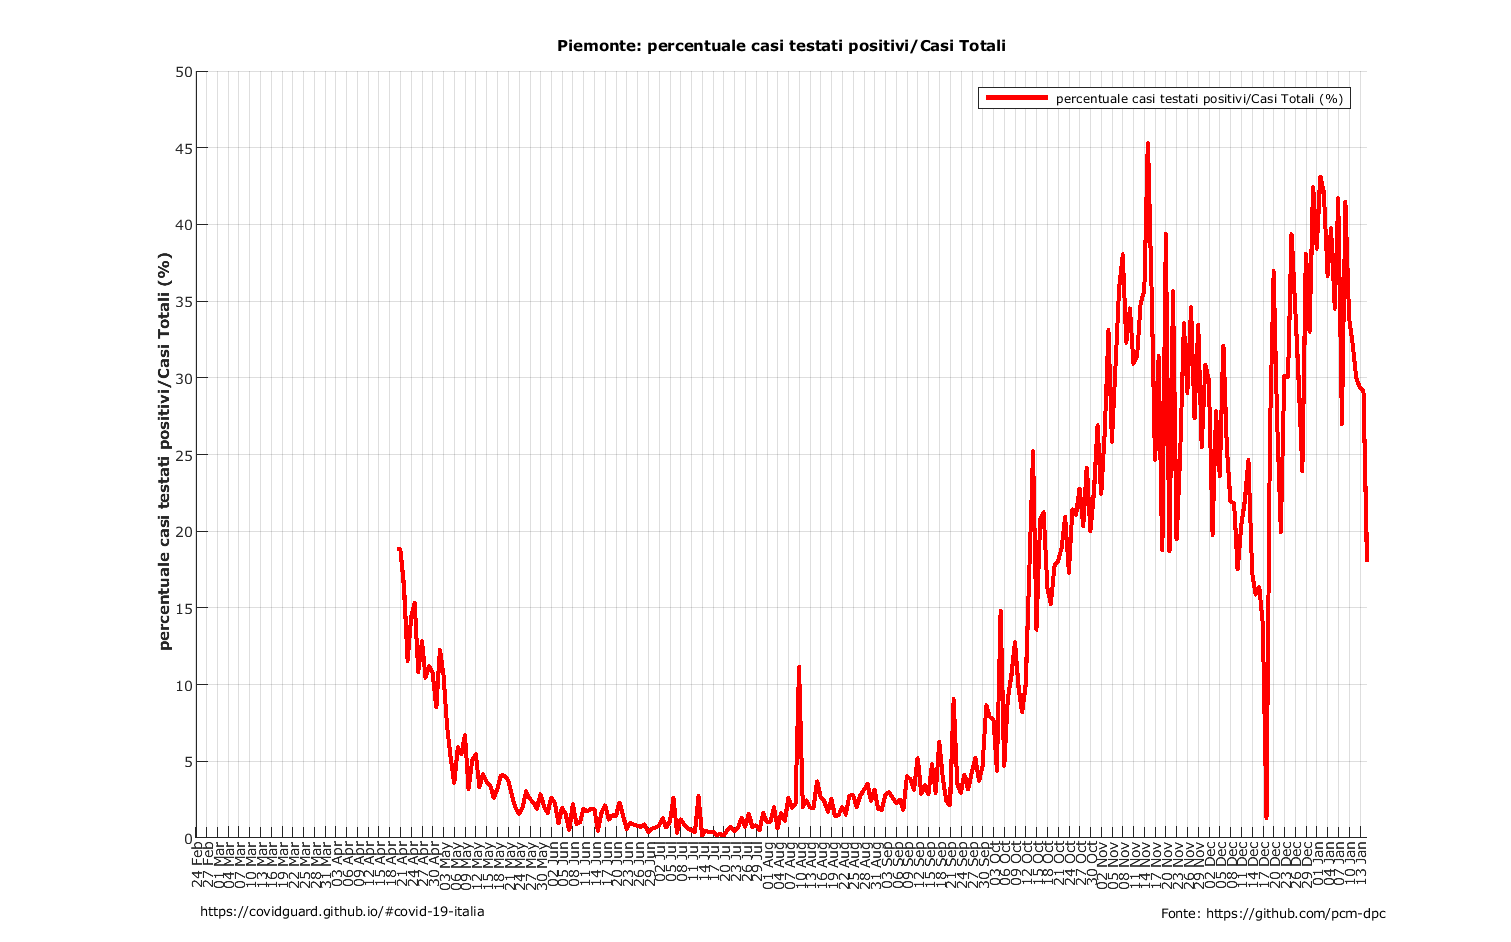 Piemonte: percentuale casi testati positivi/Casi Totali
percentuale casi testati positivi/Casi Totali (%)
percentuale casi testati positivi/Casi Totali (%)
50
45
40
35
30
25
20
15
10
5
0
24 Feb
27 Feb
01 Mar
04 Mar
07 Mar
10 Mar
13 Mar
16 Mar
19 Mar
22 Mar
25 Mar
28 Mar
31 Mar
03 Apr
06 Apr
09 Apr
12 Apr
15 Apr
18 Apr
21 Apr
24 Apr
27 Apr
30 Apr
03 May
06 May
09 May
12 May
15 May
18 May
21 May
24 May
27 May
30 May
02 Jun
05 Jun
08 Jun
11 Jun
14 Jun
17 Jun
20 Jun
23 Jun
26 Jun
29 Jun
02 Jul
05 Jul
08 Jul
11 Jul
14 Jul
17 Jul
20 Jul
23 Jul
26 Jul
29 Jul
01 Aug
04 Aug
07 Aug
10 Aug
13 Aug
16 Aug
19 Aug
22 Aug
25 Aug
28 Aug
31 Aug
03 Sep
06 Sep
09 Sep
12 Sep
15 Sep
18 Sep
21 Sep
24 Sep
27 Sep
30 Sep
03 Oct
06 Oct
09 Oct
12 Oct
15 Oct
18 Oct
21 Oct
24 Oct
27 Oct
30 Oct
02 Nov
05 Nov
08 Nov
11 Nov
14 Nov
17 Nov
20 Nov
23 Nov
26 Nov
29 Nov
02 Dec
05 Dec
08 Dec
11 Dec
14 Dec
17 Dec
20 Dec
23 Dec
26 Dec
29 Dec
01 Jan
04 Jan
07 Jan
10 Jan
13 Jan
https://covidguard.github.io/#covid-19-italia
Fonte: https://github.com/pcm-dpc